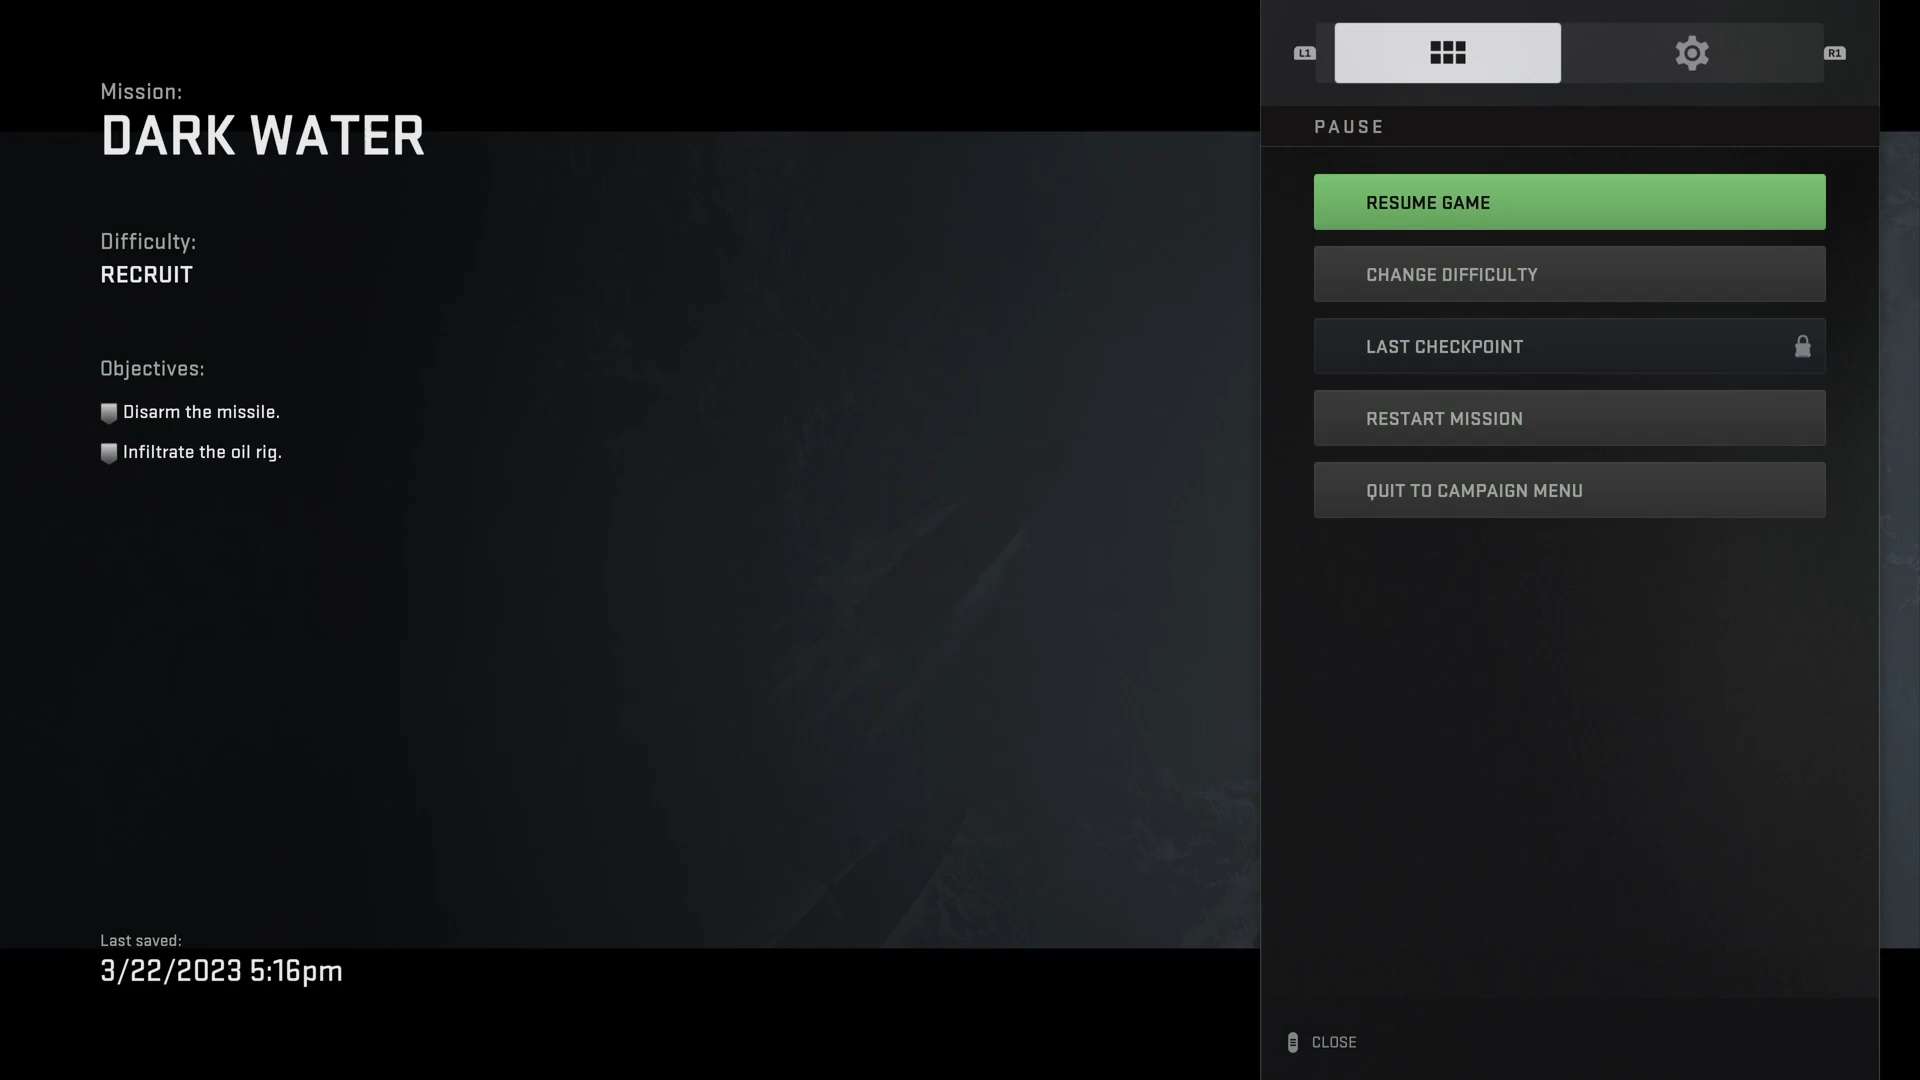 Mission:
DARK WATER
Difficulty:
RECRUIT
Objectives:
Disarm the missile.
Infiltrate the oil rig.
Last saved:
3/22/2023 5:16pm
L1
R1
PAUSE
RESUME GAME
CHANGE DIFFICULTY
LAST CHECKPOINT
RESTART MISSION
QUIT TO CAMPAIGN MENU
CLOSE